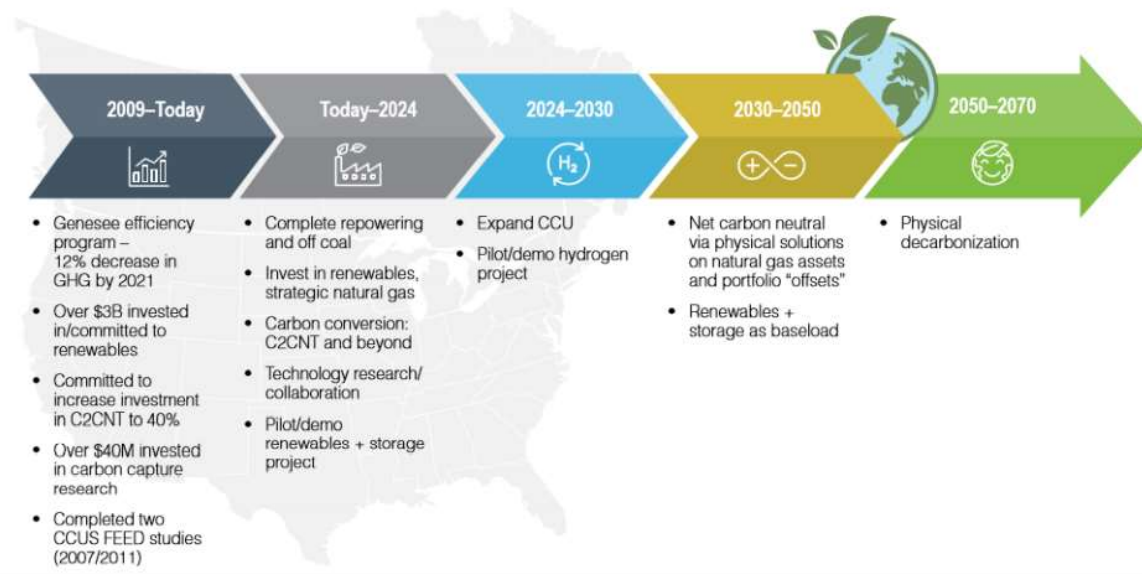 2009–Today
Today–2024
2024–2030
2030–2050
2050–2070
H₂
• Genesee efficiency
program –
12% decrease in
GHG by 2021
• Over $3B invested
in/committed to
renewables
• Committed to
increase investment
in C2CNT to 40%
• Over $40M invested
in carbon capture
research
• Completed two
CCUS FEED studies
(2007/2011)
• Complete repowering
and off coal
• Invest in renewables,
strategic natural gas
• Carbon conversion:
C2CNT and beyond
• Technology research/
collaboration
• Pilot/demo
renewables + storage
project
• Expand CCU
• Pilot/demo hydrogen
project
• Net carbon neutral
via physical solutions
on natural gas assets
and portfolio “offsets”
• Renewables +
storage as baseload
• Physical
decarbonization